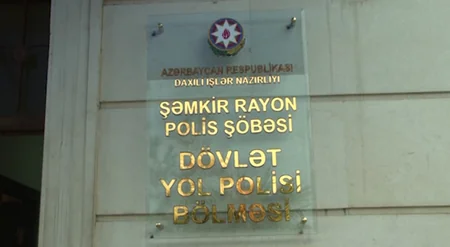 AZƏRBAYCAN RESPUBLİKASI
DAXİLİ İŞLƏR NAZİRLİYİ
ŞƏMKİR RAYON
POLİS ŞÖBƏSİ
DÖVLƏT
YOL POLİSİ
BÖLMƏSİ